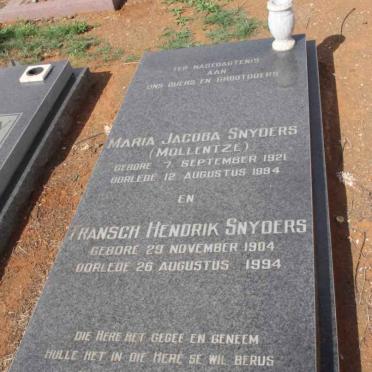 TER NAGEDAGTENIS
AAN
ONS OUERS EN GROOTOUERS
MARIA JACOBA SNYDERS
(MOLLENTZE)
GEBORE 7 SEPTEMBER 1921
OORLEDE 12 AUGUSTUS 1984
EN
FRANSCH HENDRIK SNYDERS
GEBORE 29 NOVEMBER 1904
OORLEDE 26 AUGUSTUS 1994
DIE HERE HET GEGEE EN GENEEM
HULLE HET IN DIE HERE SE WIL BERUS